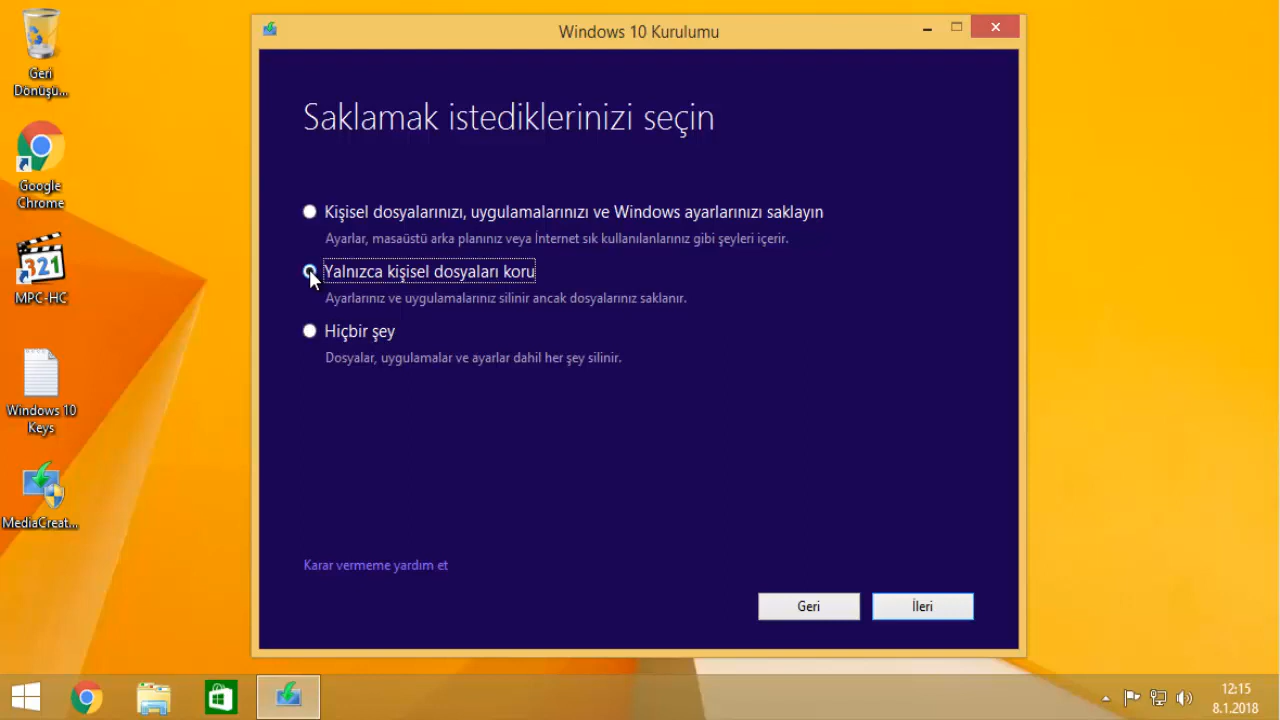 Windows 10 Kurulumu
Saklamak istediklerinizi seçin
Kişisel dosyalarınızı, uygulamalarınızı ve Windows ayarlarınızı saklayın
Ayarlar, masaüstü arka planınız veya İnternet sık kullanılanlarınız gibi şeyleri içerir.
Yalnızca kişisel dosyaları koru
Ayarlarınız ve uygulamalarınız silinir ancak dosyalarınız saklanır.
Hiçbir şey
Dosyalar, uygulamalar ve ayarlar dahil her şey silinir.
Karar vermeme yardım et
Geri
İleri
Geri
Dönüşü...
Google
Chrome
321
MPC-HC
Windows 10
Keys
MediaCreat...
12:15
8.1.2018